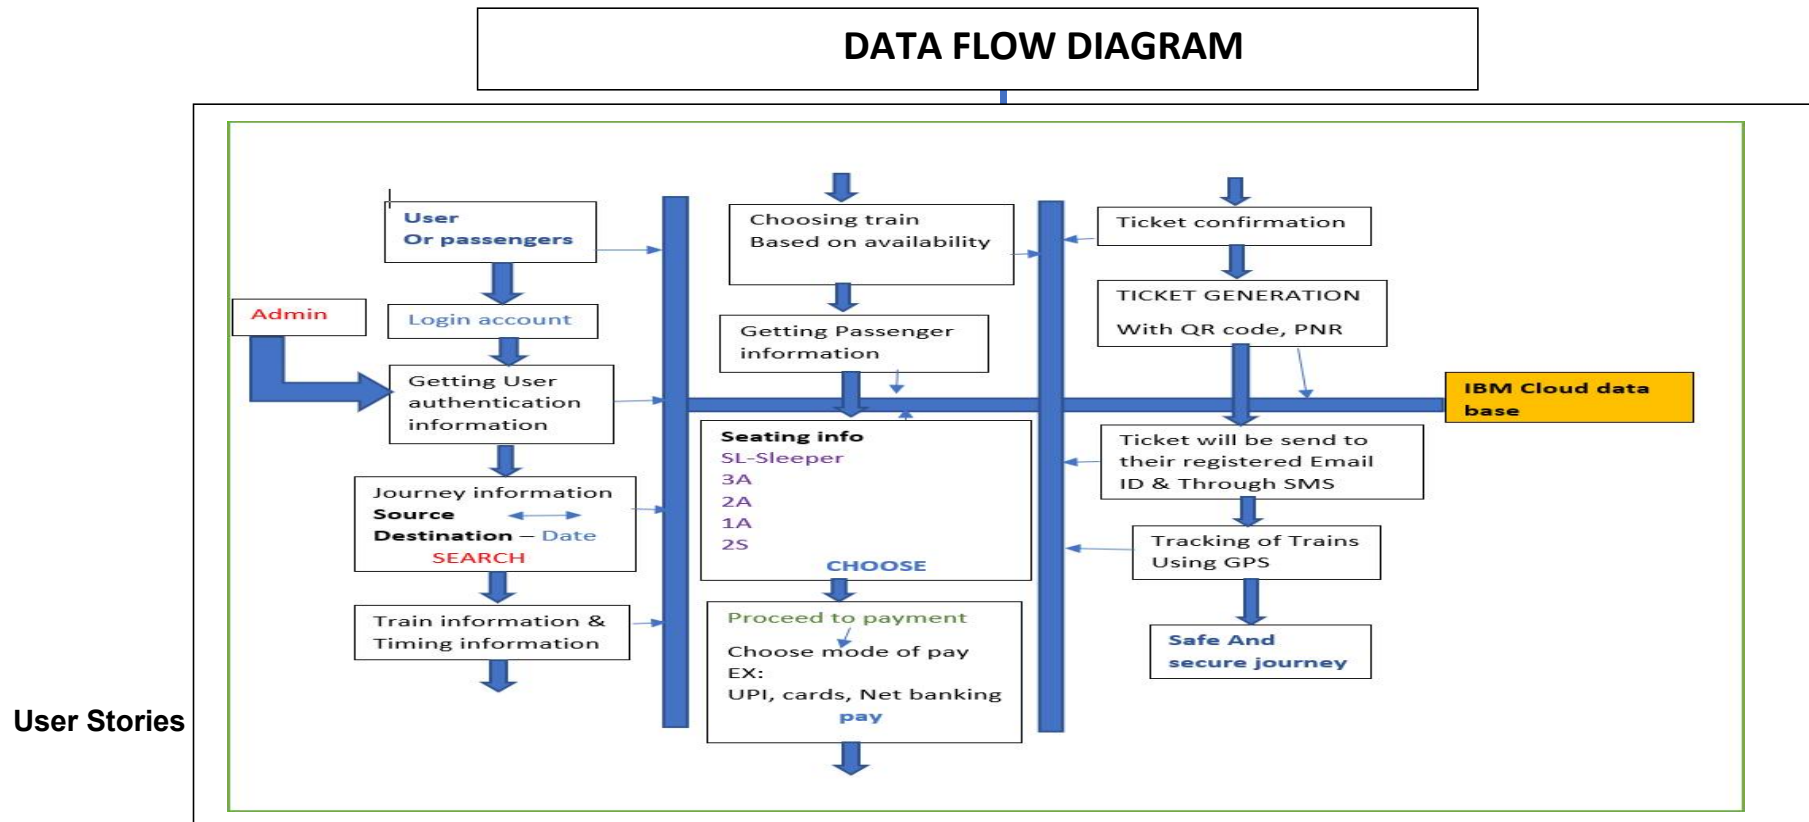 DATA FLOW DIAGRAM
User
Or passengers
Admin
Login account
Getting User
authentication
information
Journey information
Source
Destination – Date
SEARCH
Train information &
Timing information
Choosing train
Based on availability
Getting Passenger
information
Seating info
SL-Sleeper
3A
2A
1A
2S
CHOOSE
Proceed to payment
Choose mode of pay
EX:
UPI, cards, Net banking
pay
Ticket confirmation
TICKET GENERATION
With QR code, PNR
IBM Cloud data
base
Ticket will be send to
their registered Email
ID & Through SMS
Tracking of Trains
Using GPS
Safe And
secure journey
User Stories